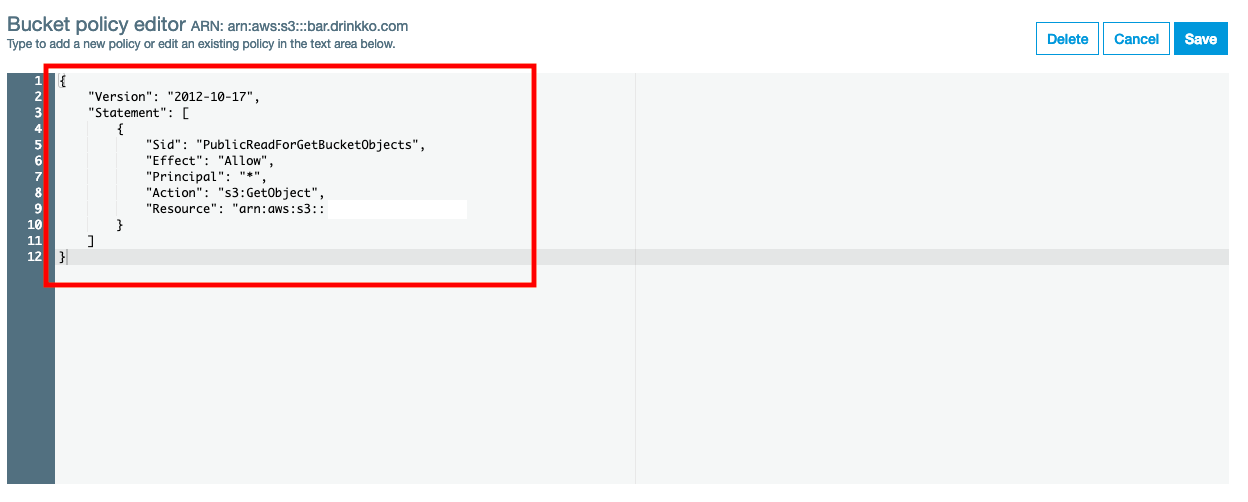 Bucket policy editor ARN: arn:aws:s3:::bar.drinkko.com
Type to add a new policy or edit an existing policy in the text area below.
Delete Cancel Save
1 {
2 "Version": "2012-10-17",
3 "Statement": [
4 {
5 "Sid": "PublicReadForGetBucketObjects",
6 "Effect": "Allow",
7 "Principal": "*",
8 "Action": "s3:GetObject",
9 "Resource": "arn:aws:s3::
10 }
11 ]
12 }